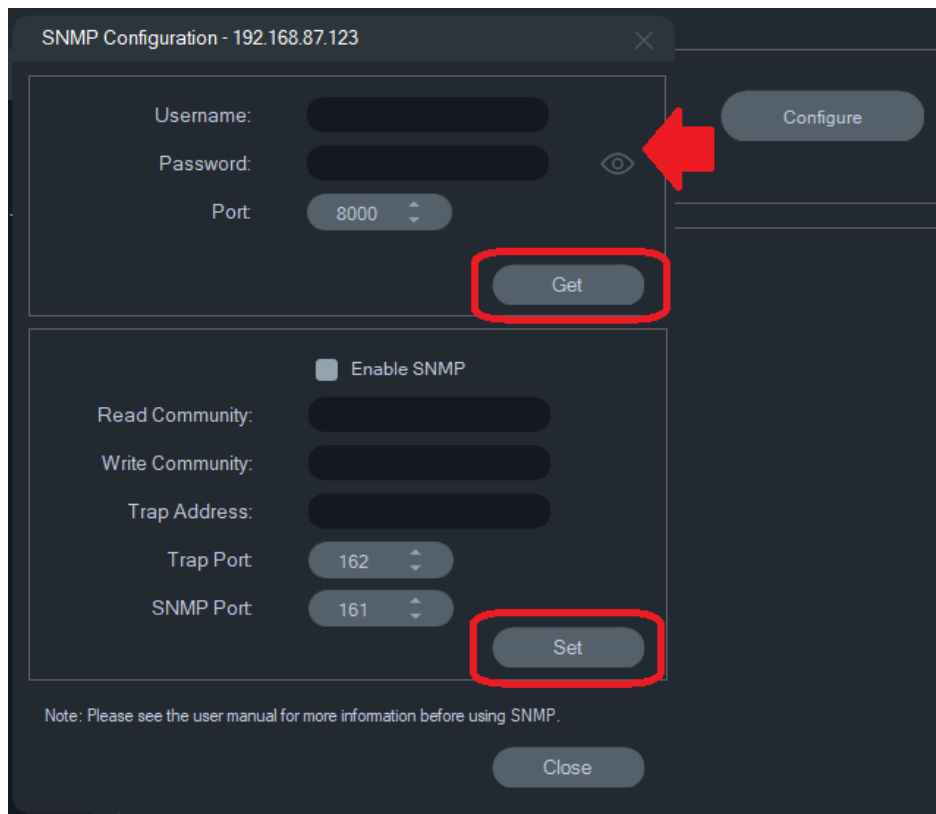 SNMP Configuration - 192.168.87.123
Username:
Password:
Configure
Port:
8000
Get
Enable SNMP
Read Community:
Write Community:
Trap Address:
Trap Port:
162
SNMP Port:
161
Set
Note: Please see the user manual for more information before using SNMP.
Close